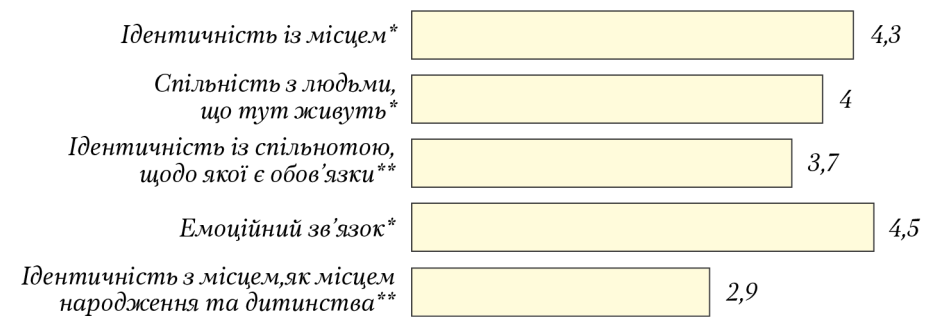 Ідентичність із місцем* 4,3
Спільність з людьми,
що тут живуть* 4
Ідентичність із спільнотою,
щодо якої є обов’язки** 3,7
Емоційний зв’язок* 4,5
Ідентичність з місцем,як місцем
народження та дитинства** 2,9